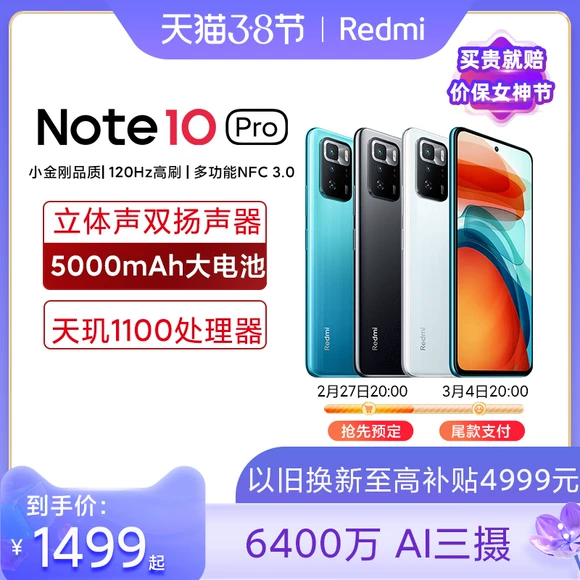 天猫3·8节 | Redmi
买贵就赔
价保女神节
Note 10 Pro
小金刚品质| 120Hz高刷 | 多功能NFC 3.0
立体声双扬声器
5000mAh大电池
天玑1100处理器
Redmi
Redmi
Redmi
2月27日20:00
3月4日20:00
抢先预定
尾款支付
以旧换新至高补贴4999元
到手价:
¥1499起
6400万 AI三摄